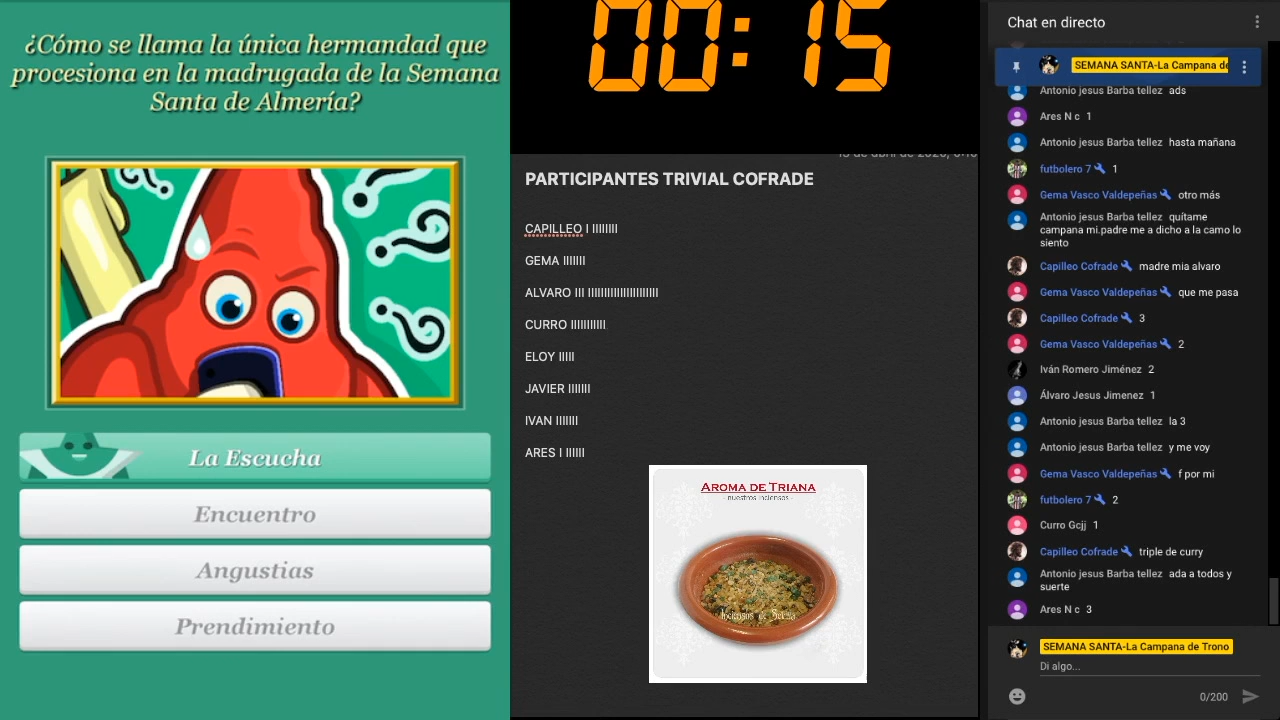 ¿Cómo se llama la única hermandad que
procesiona en la madrugada de la Semana
Santa de Almería?
La Escucha
Encuentro
Angustias
Prendimiento
00:15
PARTICIPANTES TRIVIAL COFRADE
CAPILLEO I IIIIIIII
GEMA IIIIIII
ALVARO III IIIIIIIIIIIIIIIIIIIIII
CURRO IIIIIIIIIII
ELOY IIIII
JAVIER IIIIIII
IVAN IIIIIII
ARES I IIIIII
AROMA DE TRIANA
- nuestros inciensos -
Inciensos de Sevilla
Chat en directo
SEMANA SANTA-La Campana de
Antonio jesus Barba tellez ads
Ares N c 1
Antonio jesus Barba tellez hasta mañana
futbolero 7 1
Gema Vasco Valdepeñas otro más
Antonio jesus Barba tellez quítame
campana mi.padre me a dicho a la camo lo
siento
Capilleo Cofrade madre mia alvaro
Gema Vasco Valdepeñas que me pasa
Capilleo Cofrade 3
Gema Vasco Valdepeñas 2
Iván Romero Jiménez 2
Álvaro Jesus Jimenez 1
Antonio jesus Barba tellez la 3
Antonio jesus Barba tellez y me voy
Gema Vasco Valdepeñas f por mi
futbolero 7 2
Curro Gcjj 1
Capilleo Cofrade triple de curry
Antonio jesus Barba tellez ada a todos y
suerte
Ares N c 3
SEMANA SANTA-La Campana de Trono
Di algo...
0/200